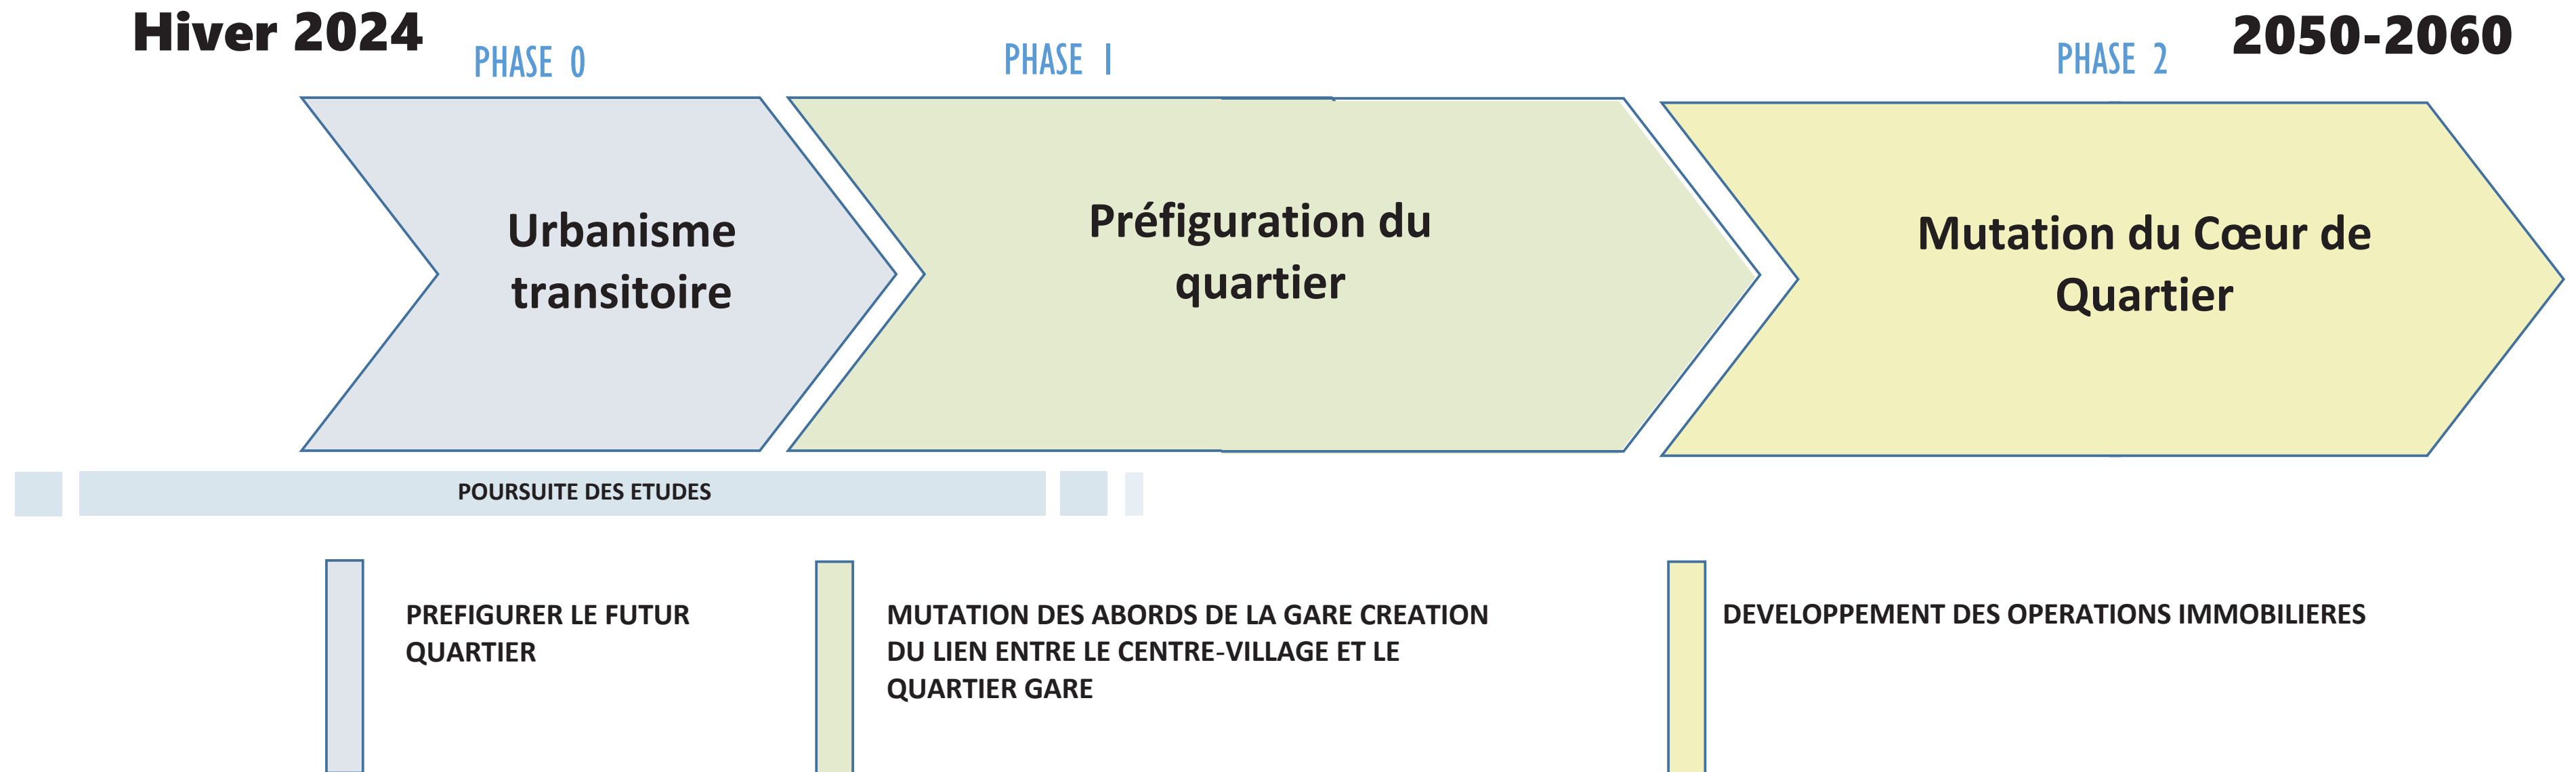 Hiver 2024
PHASE 0
PHASE 1
PHASE 2
2050-2060
Urbanisme
transitoire
Préfiguration du
quartier
Mutation du Cœur de
Quartier
POURSUITE DES ETUDES
PREFIGURER LE FUTUR
QUARTIER
MUTATION DES ABORDS DE LA GARE CREATION
DU LIEN ENTRE LE CENTRE-VILLAGE ET LE
QUARTIER GARE
DEVELOPPEMENT DES OPERATIONS IMMOBILIERES